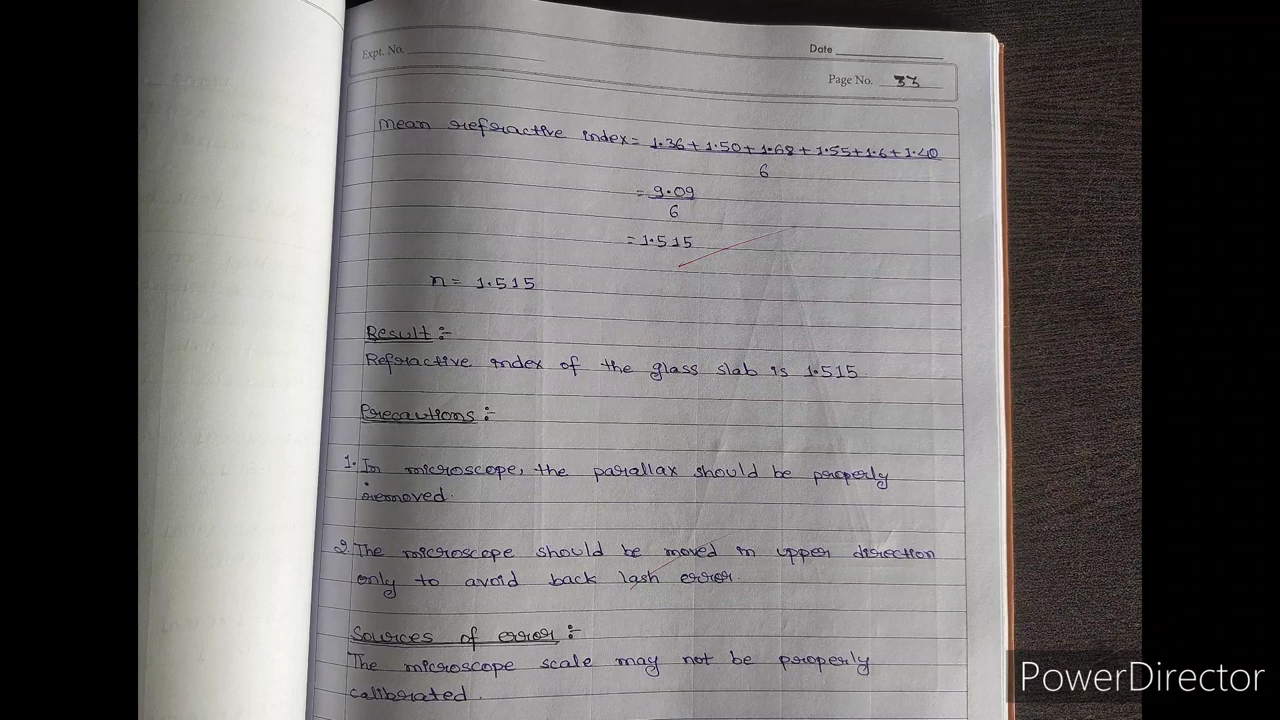 Expt. No.
Date
Page No. 37
Mean refractive index = 1.36 + 1.50 + 1.68 + 1.55 + 1.6 + 1.40
6
= 9.09
6
= 1.515
n = 1.515
Result :-
Refractive index of the glass slab is 1.515
Precautions :-
1. In microscope, the parallax should be properly
removed.
2. The microscope should be moved in upper direction
only to avoid back lash error.
Sources of error :-
The microscope scale may not be properly
calibrated.
PowerDirector